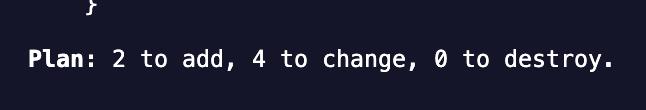 }
Plan: 2 to add, 4 to change, 0 to destroy.